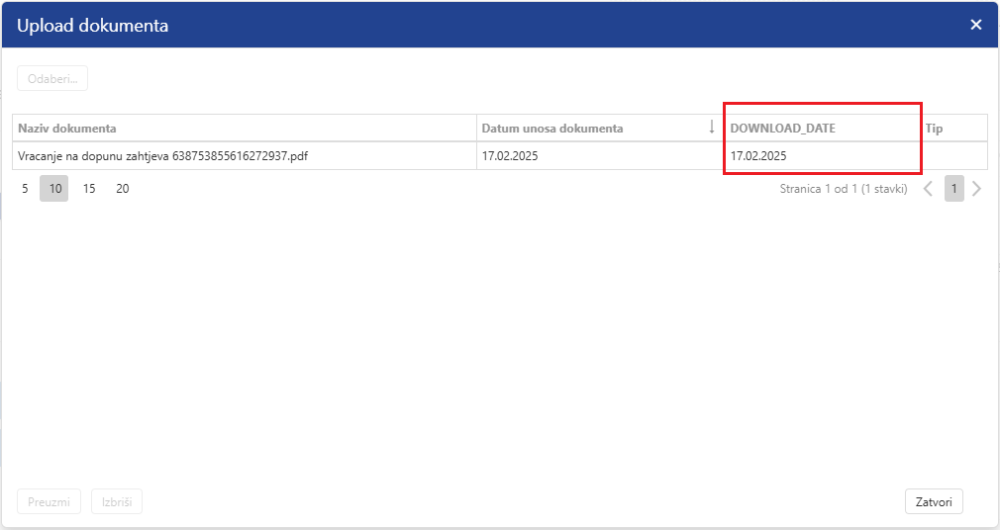 Upload dokumenta
Odaberi...
Naziv dokumenta Datum unosa dokumenta DOWNLOAD_DATE Tip
Vracanje na dopunu zahtjeva 638753855616272937.pdf 17.02.2025 17.02.2025
5 10 15 20 Stranica 1 od 1 (1 stavki) 1
Preuzmi Izbriši Zatvori